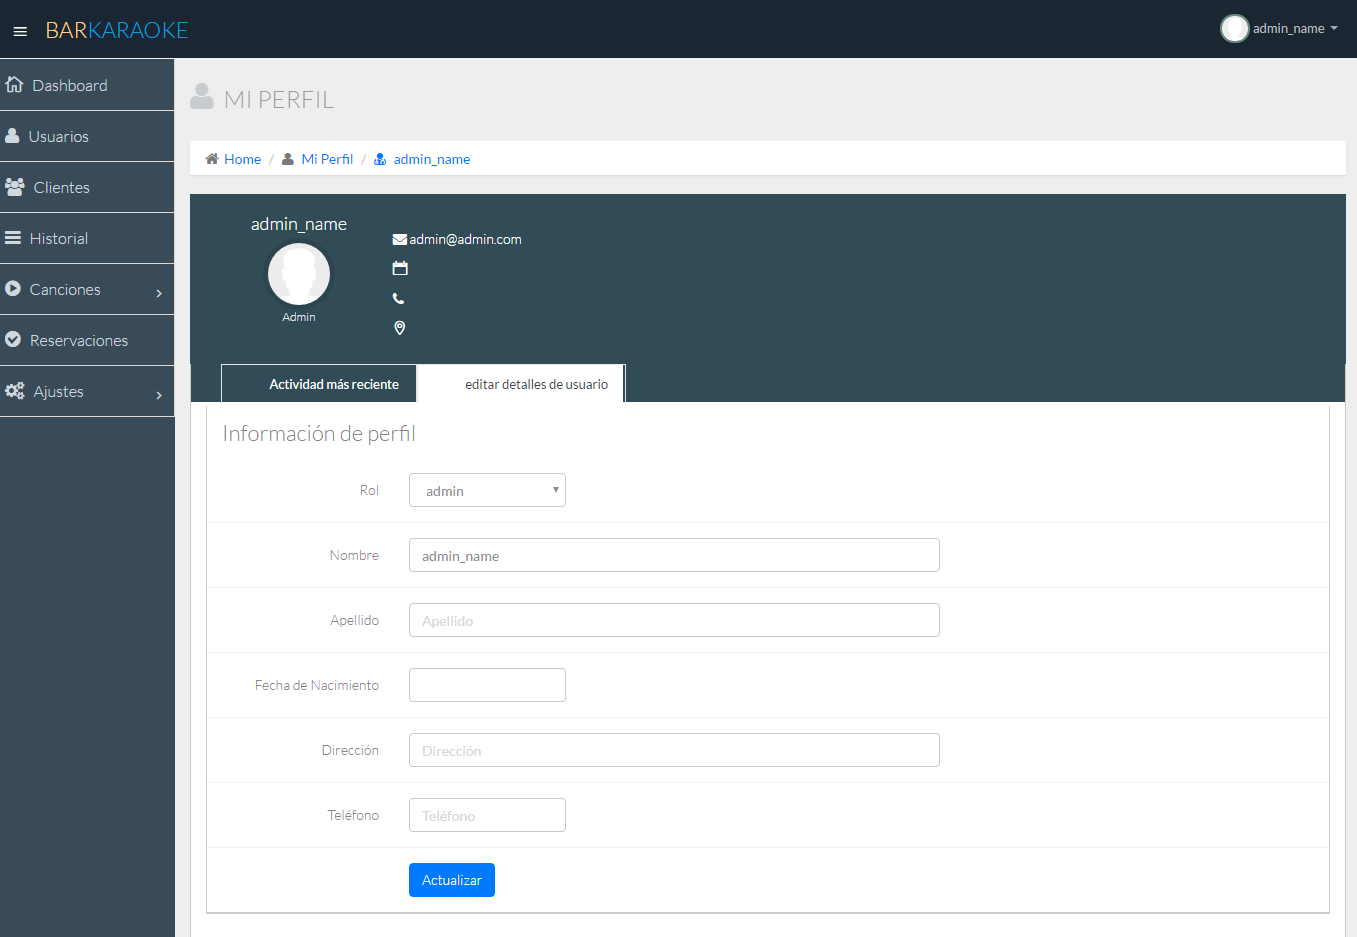 BARKARAOKE
admin_name
Dashboard
Usuarios
Clientes
Historial
Canciones
Reservaciones
Ajustes
MI PERFIL
Home / Mi Perfil / admin_name
admin_name
Admin
admin@admin.com
Actividad más reciente
editar detalles de usuario
Información de perfil
Rol
admin
Nombre
admin_name
Apellido
Apellido
Fecha de Nacimiento
Dirección
Dirección
Teléfono
Teléfono
Actualizar